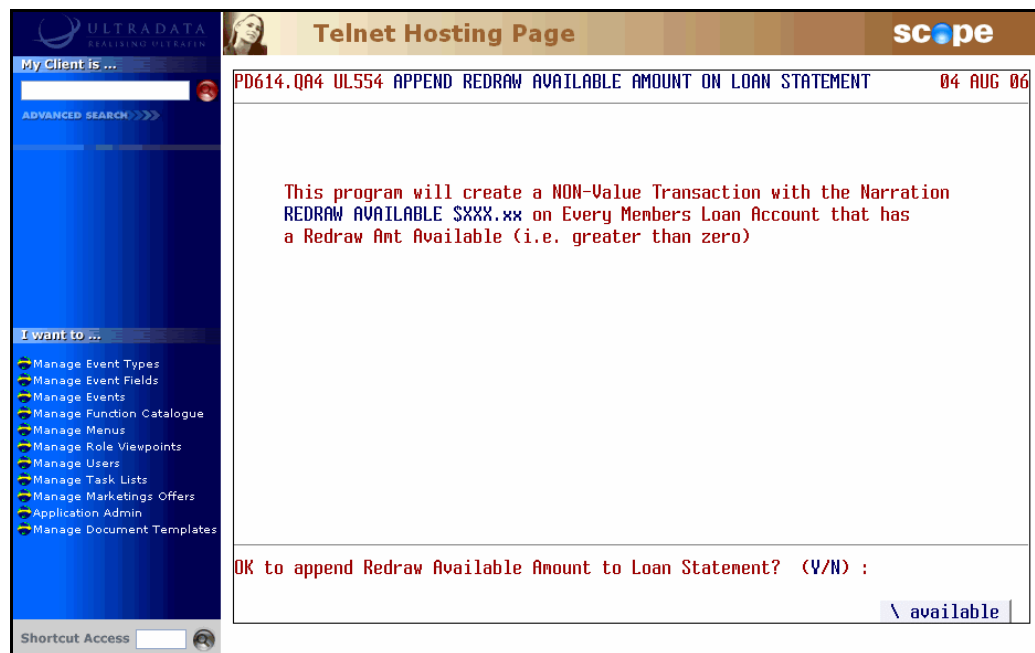 ULTRADATA
REALISING ULTRAFIN
Telnet Hosting Page
scope
My Client is ...
ADVANCED SEARCH
PD614.QA4 UL554 APPEND REDRAW AVAILABLE AMOUNT ON LOAN STATEMENT 04 AUG 06
This program will create a NON-Value Transaction with the Narration
REDRAW AVAILABLE $XXX.xx on Every Members Loan Account that has
a Redraw Amt Available (i.e. greater than zero)
I want to ...
Manage Event Types
Manage Event Fields
Manage Events
Manage Function Catalogue
Manage Menus
Manage Role Viewpoints
Manage Users
Manage Task Lists
Manage Marketings Offers
Application Admin
Manage Document Templates
OK to append Redraw Available Amount to Loan Statement? (Y/N) :
\ available
Shortcut Access